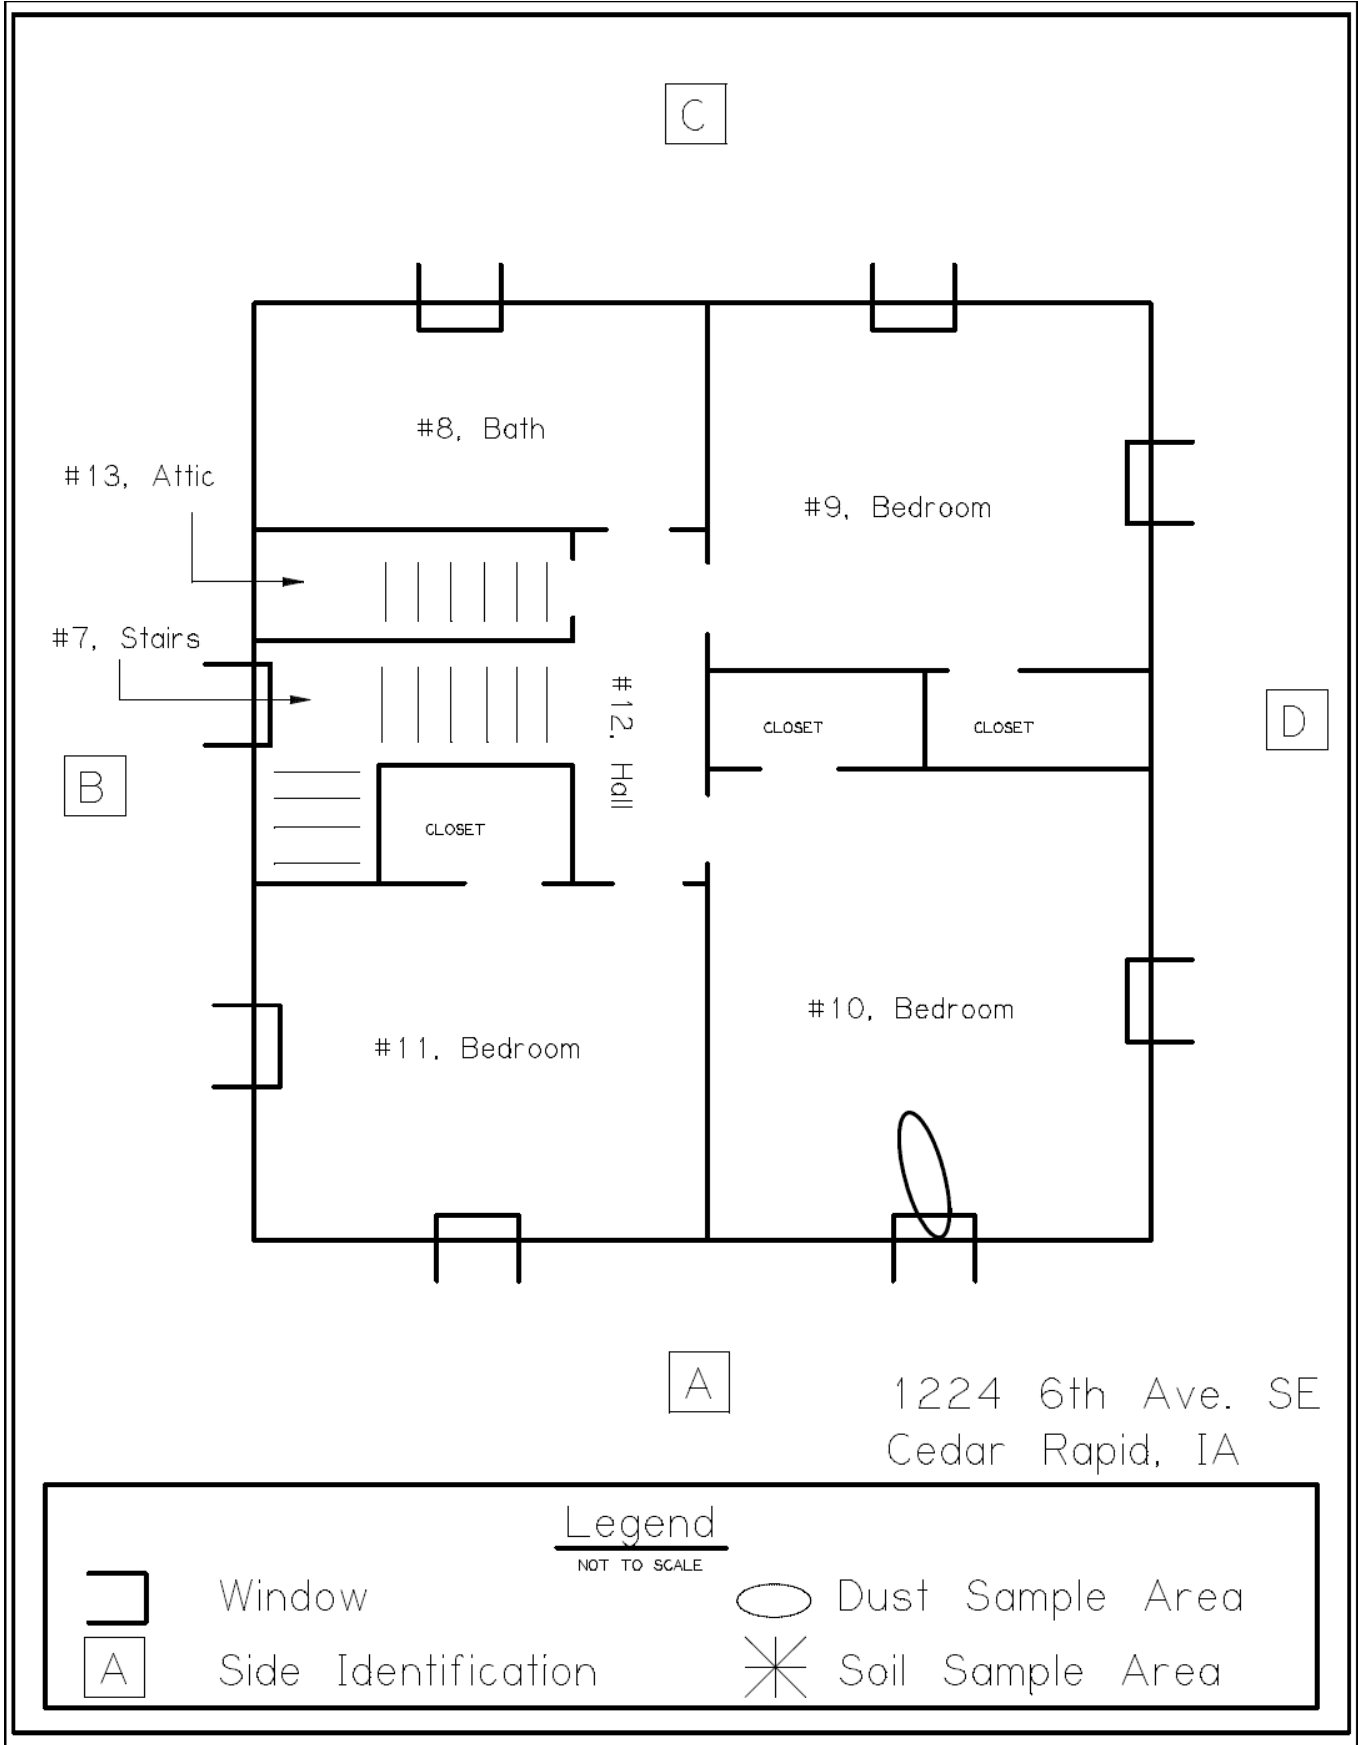 C
#8, Bath
#13, Attic
#9, Bedroom
#7, Stairs
#12, Hall
CLOSET
CLOSET
D
B
CLOSET
#10, Bedroom
#11, Bedroom
A
1224 6th Ave. SE
Cedar Rapid, IA
Legend
NOT TO SCALE
Window
Dust Sample Area
A
Side Identification
Soil Sample Area